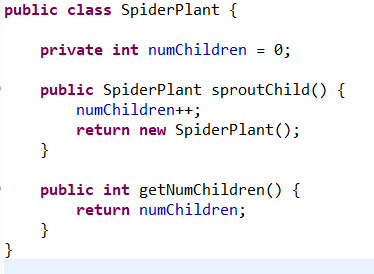 public class SpiderPlant {
private int numChildren = 0;
public SpiderPlant sproutChild() {
numChildren++;
return new SpiderPlant();
}
public int getNumChildren() {
return numChildren;
}
}